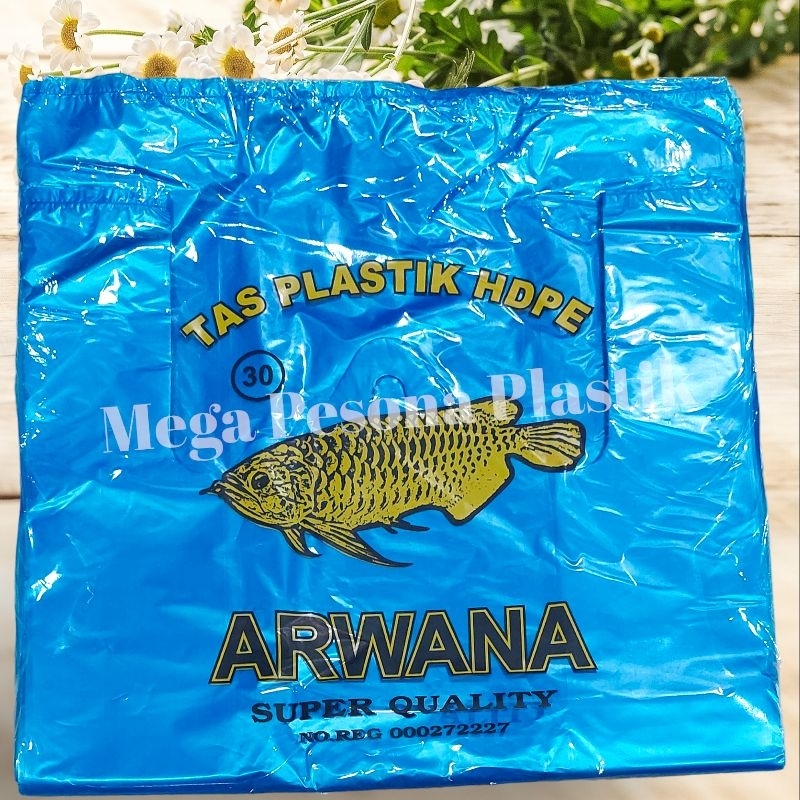 TAS PLASTIK HDPE
30
Mega Pesona Plastik
ARWANA
SUPER QUALITY
NO.REG 000272227